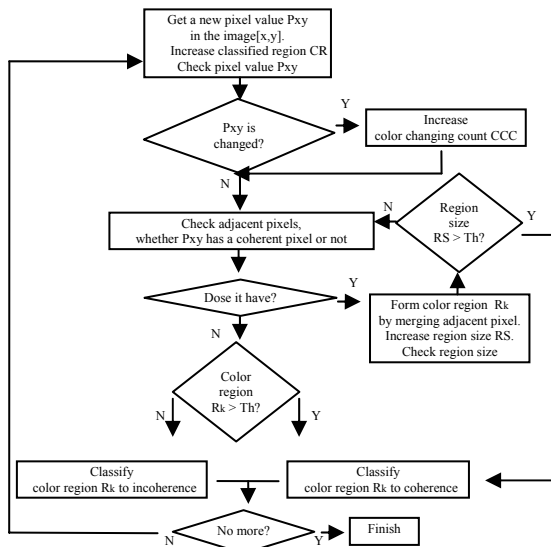 Get a new pixel value Pxy
in the image[x,y].
Increase classified region CR
Check pixel value Pxy
Pxy is
changed?
Y
Increase
color changing count CCC
N
Check adjacent pixels,
whether Pxy has a coherent pixel or not
N
Region
size
RS > Th?
Y
Dose it have?
Y
Form color region Rk
by merging adjacent pixel.
Increase region size RS.
Check region size
N
Color
region
Rk > Th?
N
Y
Classify
color region Rk to incoherence
Classify
color region Rk to coherence
No more?
N
Y
Finish